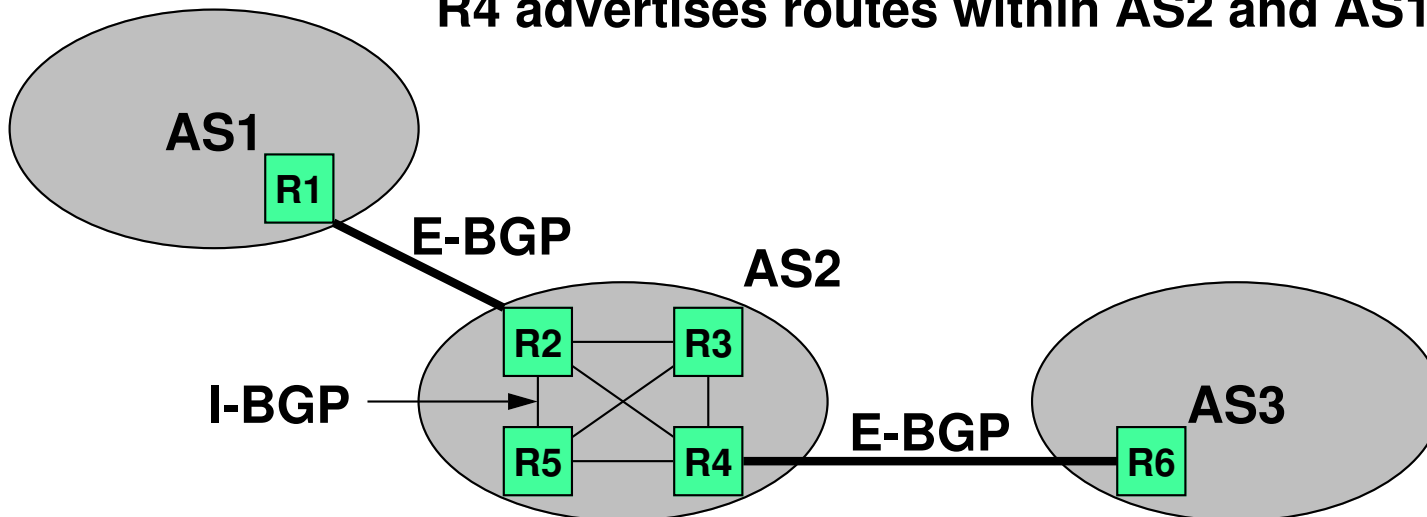 R4 advertises routes within AS2 and AS1
AS1
R1
E-BGP
AS2
R2
R3
I-BGP
AS3
E-BGP
R5
R4
R6